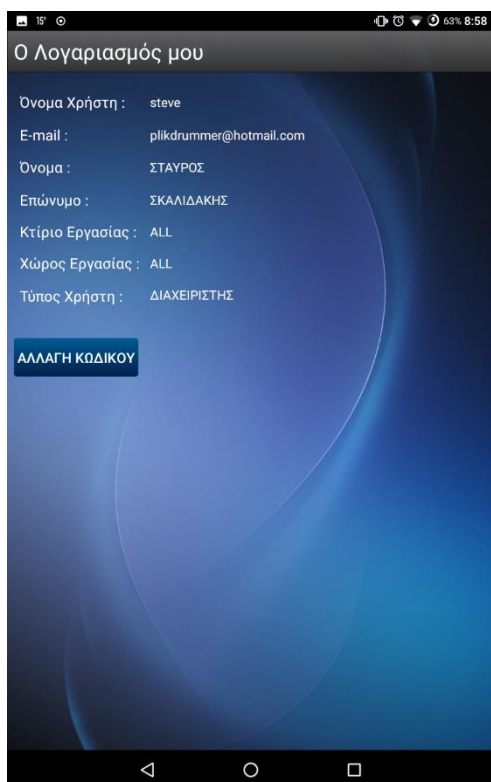 15° 63% 8:58
Ο Λογαριασμός μου
Όνομα Χρήστη : steve
E-mail : plikdrummer@hotmail.com
Όνομα : ΣΤΑΥΡΟΣ
Επώνυμο : ΣΚΑΛΙΔΑΚΗΣ
Κτίριο Εργασίας : ALL
Χώρος Εργασίας : ALL
Τύπος Χρήστη : ΔΙΑΧΕΙΡΙΣΤΗΣ
ΑΛΛΑΓΗ ΚΩΔΙΚΟΥ